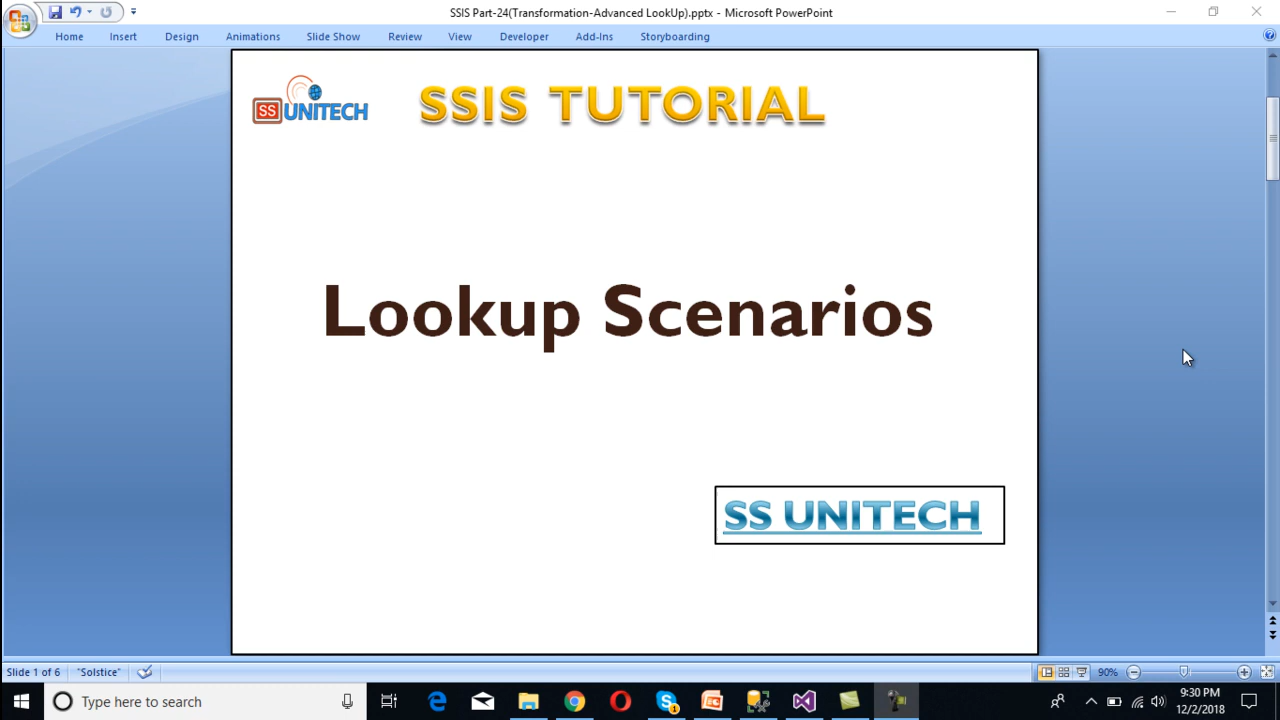 SSIS Part-24(Transformation-Advanced LookUp).pptx - Microsoft PowerPoint
Home Insert Design Animations Slide Show Review View Developer Add-Ins Storyboarding
SS UNITECH
SSIS TUTORIAL
Lookup Scenarios
SS UNITECH
Slide 1 of 6 "Solstice" 90%
Type here to search
9:30 PM
12/2/2018